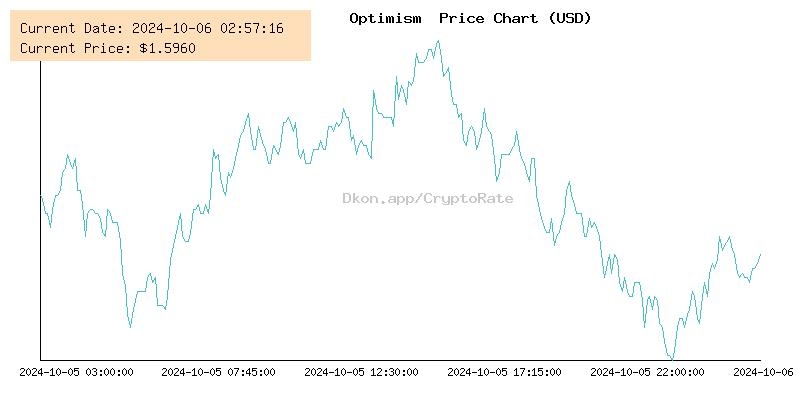 Optimism  Price Chart (USD)
Current Date: 2024-10-06 02:57:16
Current Price: $1.5960
Dkon.app/CryptoRate
2024-10-05 03:00:00 2024-10-05 07:45:00 2024-10-05 12:30:00 2024-10-05 17:15:00 2024-10-05 22:00:00 2024-10-06